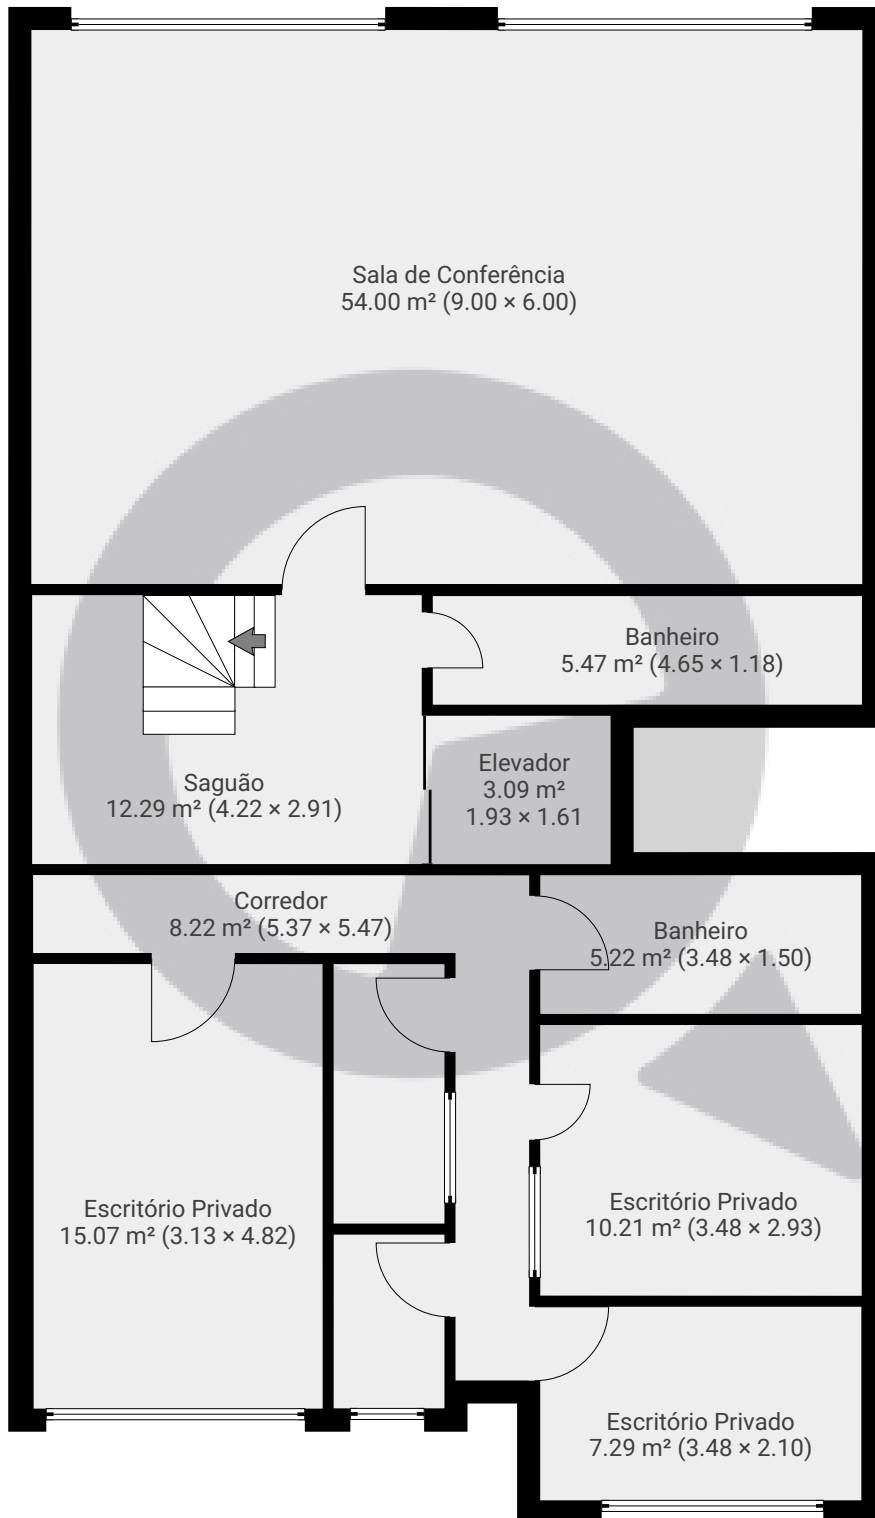 Sala de Conferência
54.00 m² (9.00 × 6.00)
Banheiro
5.47 m² (4.65 × 1.18)
Elevador
3.09 m²
1.93 × 1.61
Saguão
12.29 m² (4.22 × 2.91)
Corredor
8.22 m² (5.37 × 5.47)
Banheiro
5.22 m² (3.48 × 1.50)
Escritório Privado
15.07 m² (3.13 × 4.82)
Escritório Privado
10.21 m² (3.48 × 2.93)
Escritório Privado
7.29 m² (3.48 × 2.10)